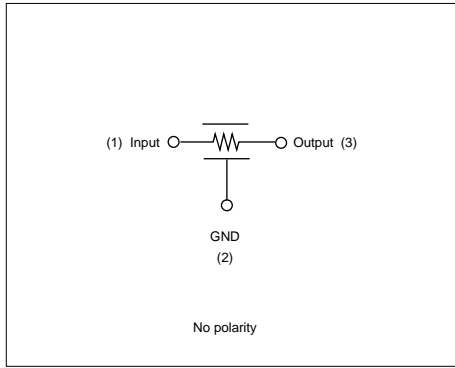 (1) Input Output (3)
GND
(2)
No polarity